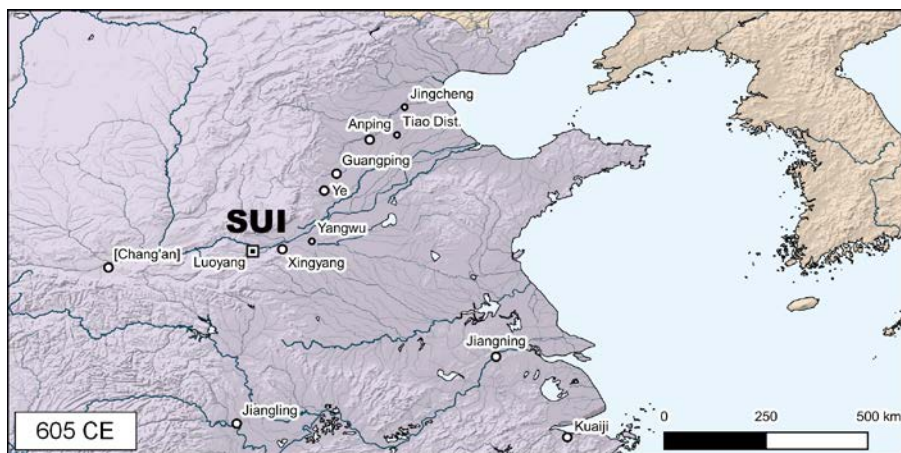 Jingcheng
Tiao Dist.
Anping
Guangping
Ye
SUI
Yangwu
[Chang'an]
Luoyang
Xingyang
Jiangning
Jiangling
Kuaiji
605 CE
0 250 500 km